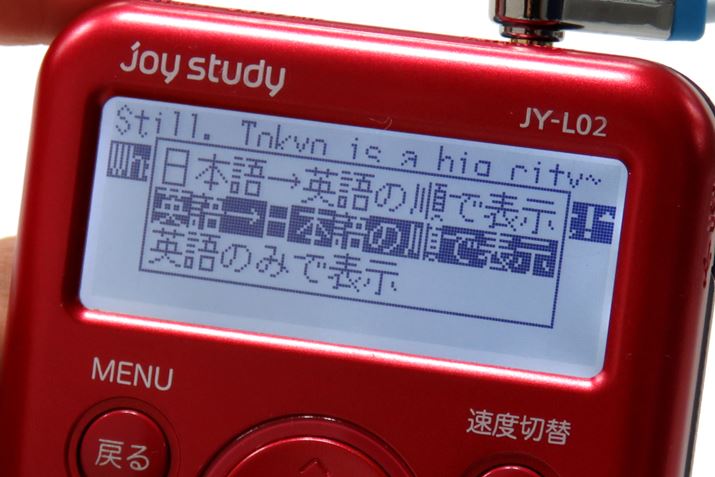 joy study
JY-L02
Still. Tokyo is a big city~
日本語→英語の順で表示
英語→日本語の順で表示
英語のみで表示
MENU
戻る
速度切替